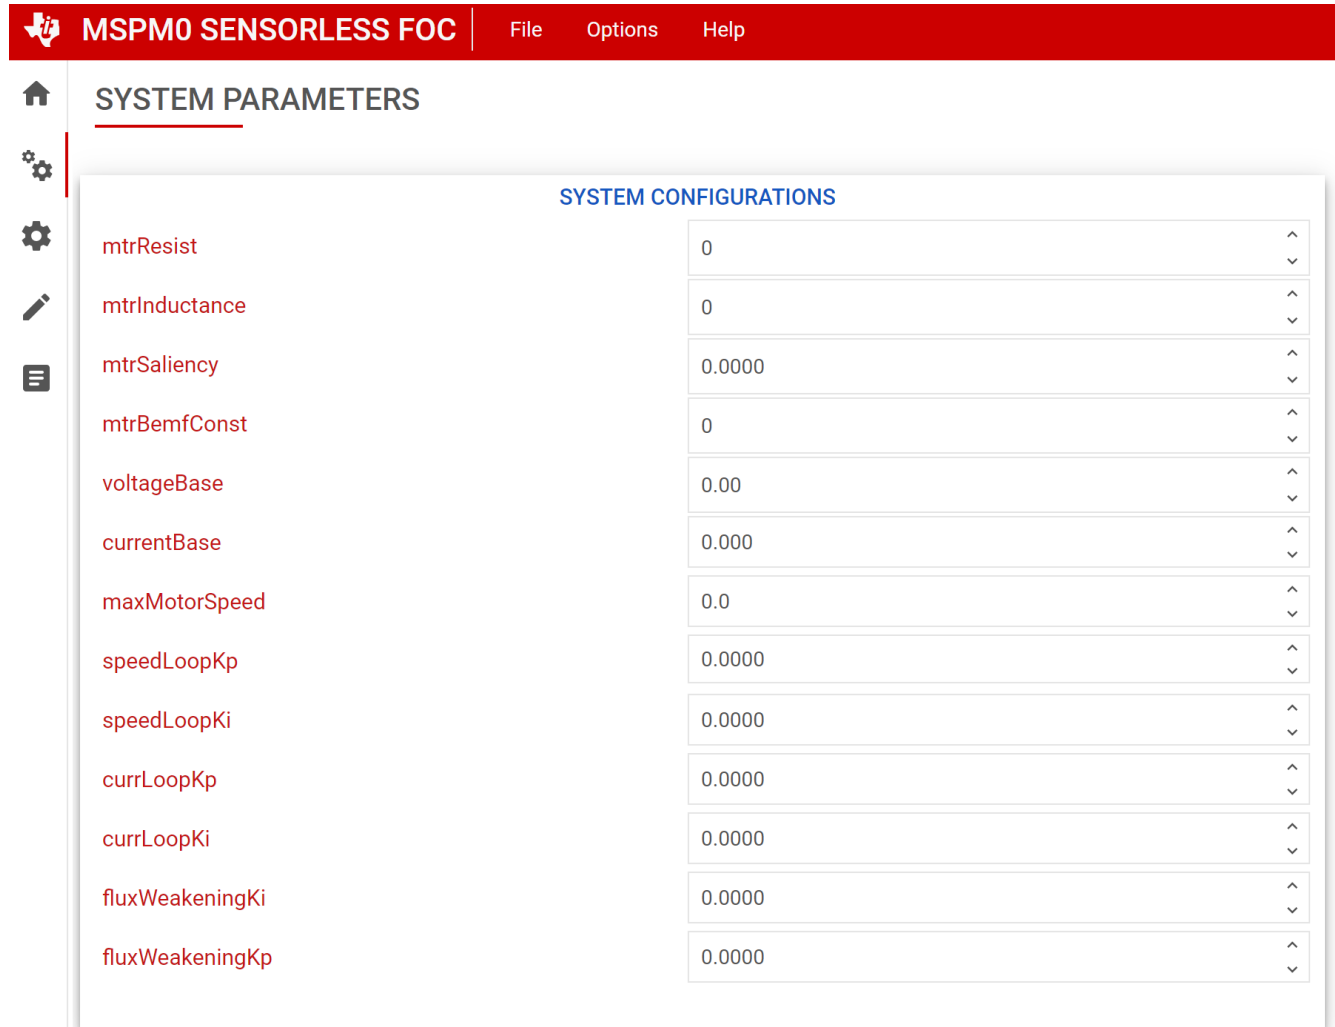 MSPM0 SENSORLESS FOC File Options Help
SYSTEM PARAMETERS
SYSTEM CONFIGURATIONS
mtrResist 0
mtrInductance 0
mtrSaliency 0.0000
mtrBemfConst 0
voltageBase 0.00
currentBase 0.000
maxMotorSpeed 0.0
speedLoopKp 0.0000
speedLoopKi 0.0000
currLoopKp 0.0000
currLoopKi 0.0000
fluxWeakeningKi 0.0000
fluxWeakeningKp 0.0000